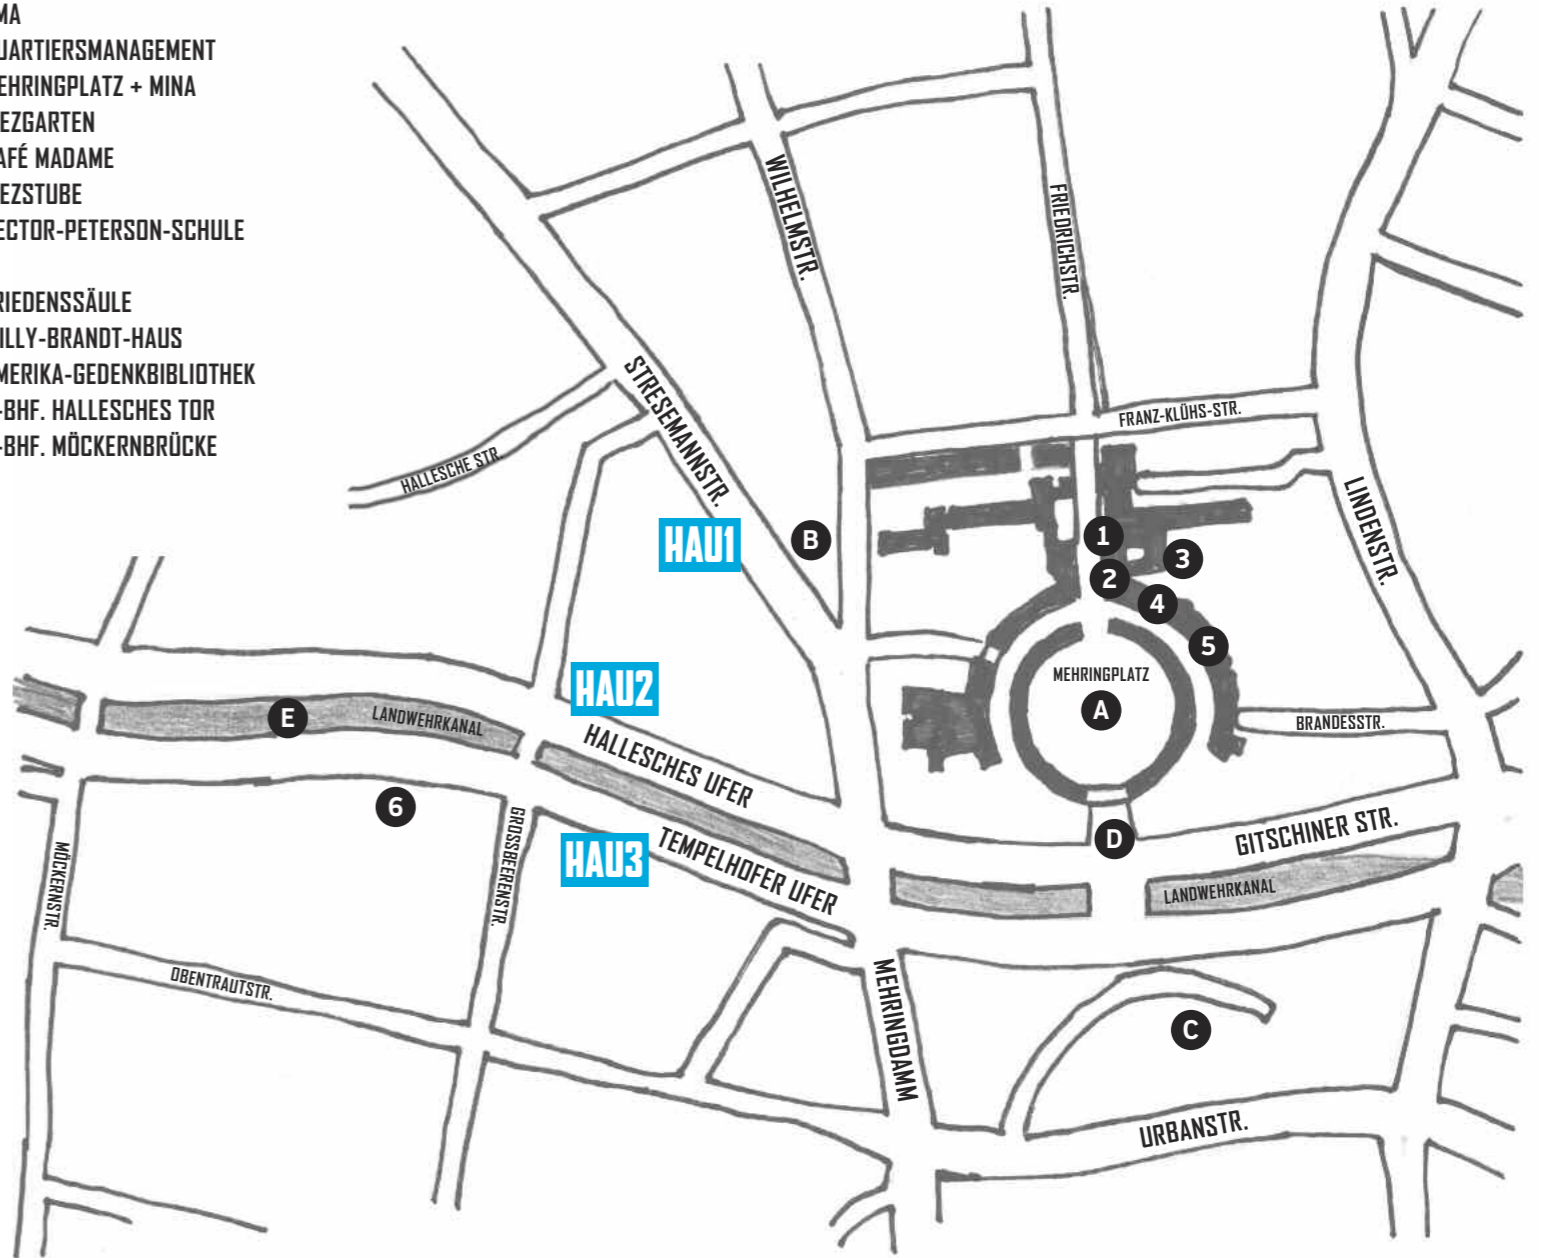 MA
UARTIERSMANAGEMENT
EHRINGPLATZ + MINA
EZGARTEN
AFÉ MADAME
EZSTUBE
ECTOR-PETERSON-SCHULE
RIEDENSSÄULE
ILLY-BRANDT-HAUS
MERIKA-GEDENKBIBLIOTHEK
-BHF. HALLESCHES TOR
-BHF. MÖCKERNBRÜCKE
WILHELMSTR.
FRIEDRICHSTR.
STRESEMANNSTR.
FRANZ-KLÜHS-STR.
HALLESCHE STR.
LINDENSTR.
HAU1
B
1
3
2
4
5
MEHRINGPLATZ
A
HAU2
E
LANDWEHRKANAL
BRANDESSTR.
HALLESCHES UFER
6
GROSSBEERENSTR.
HAU3
TEMPELHOFER UFER
D
GITSCHINER STR.
MÖCKERNSTR.
LANDWEHRKANAL
OBENTRAUTSTR.
MEHRINGDAMM
C
URBANSTR.